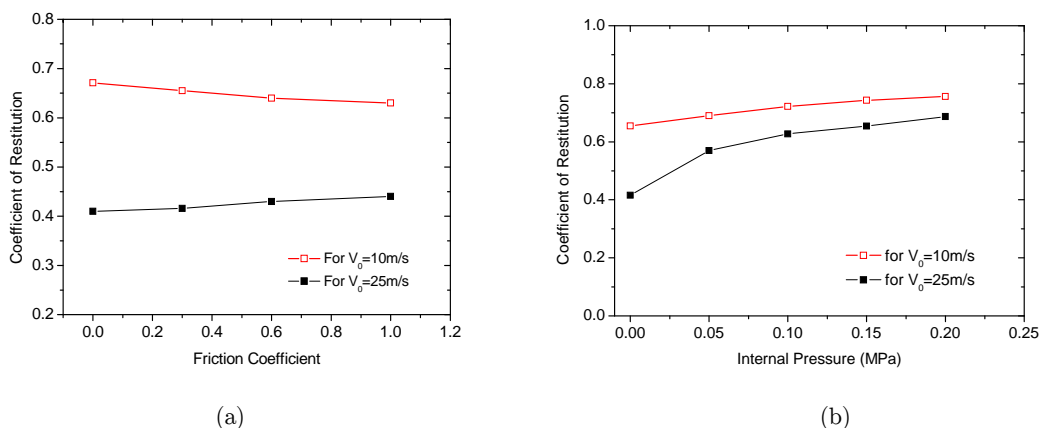 0.8
0.7
0.6
0.5
0.4
0.3
0.2
Coefficient of Restitution
For V0=10m/s
For V0=25m/s
0.0 0.2 0.4 0.6 0.8 1.0 1.2
Friction Coefficient
(a)
1.0
0.8
0.6
0.4
0.2
0.0
Coefficient of Restitution
for V0=10m/s
for V0=25m/s
0.00 0.05 0.10 0.15 0.20 0.25
Internal Pressure (MPa)
(b)